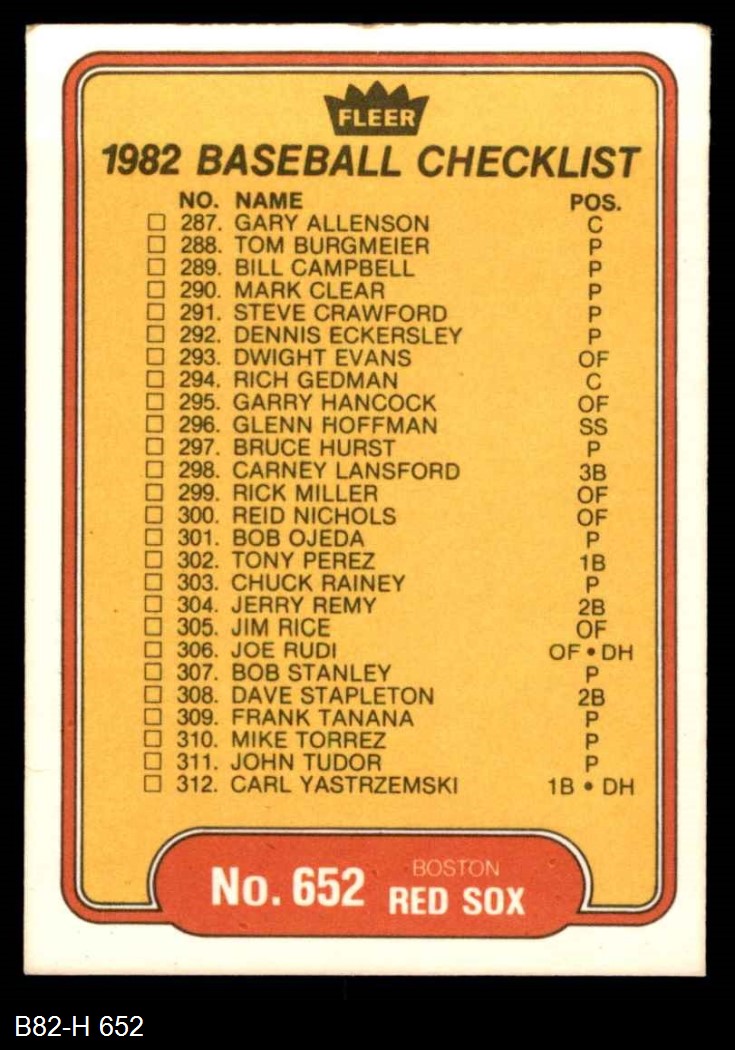 FLEER
1982 BASEBALL CHECKLIST
NO. NAME POS.
287. GARY ALLENSON C
288. TOM BURGMEIER P
289. BILL CAMPBELL P
290. MARK CLEAR P
291. STEVE CRAWFORD P
292. DENNIS ECKERSLEY P
293. DWIGHT EVANS OF
294. RICH GEDMAN C
295. GARRY HANCOCK OF
296. GLENN HOFFMAN SS
297. BRUCE HURST P
298. CARNEY LANSFORD 3B
299. RICK MILLER OF
300. REID NICHOLS OF
301. BOB OJEDA P
302. TONY PEREZ 1B
303. CHUCK RAINEY P
304. JERRY REMY 2B
305. JIM RICE OF
306. JOE RUDI OF • DH
307. BOB STANLEY P
308. DAVE STAPLETON 2B
309. FRANK TANANA P
310. MIKE TORREZ P
311. JOHN TUDOR P
312. CARL YASTRZEMSKI 1B • DH
No. 652
BOSTON
RED SOX
B82-H 652